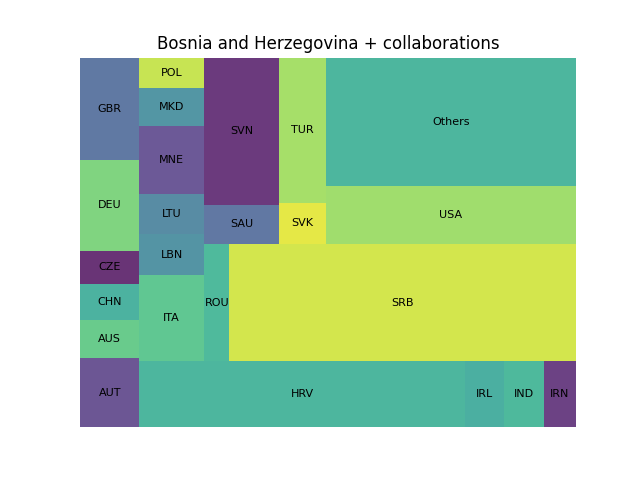 Bosnia and Herzegovina + collaborations
GBR
POL
MKD
MNE
SVN
TUR
Others
DEU
LTU
SAU
SVK
USA
CZE
LBN
CHN
ITA
ROU
SRB
AUS
AUT
HRV
IRL
IND
IRN